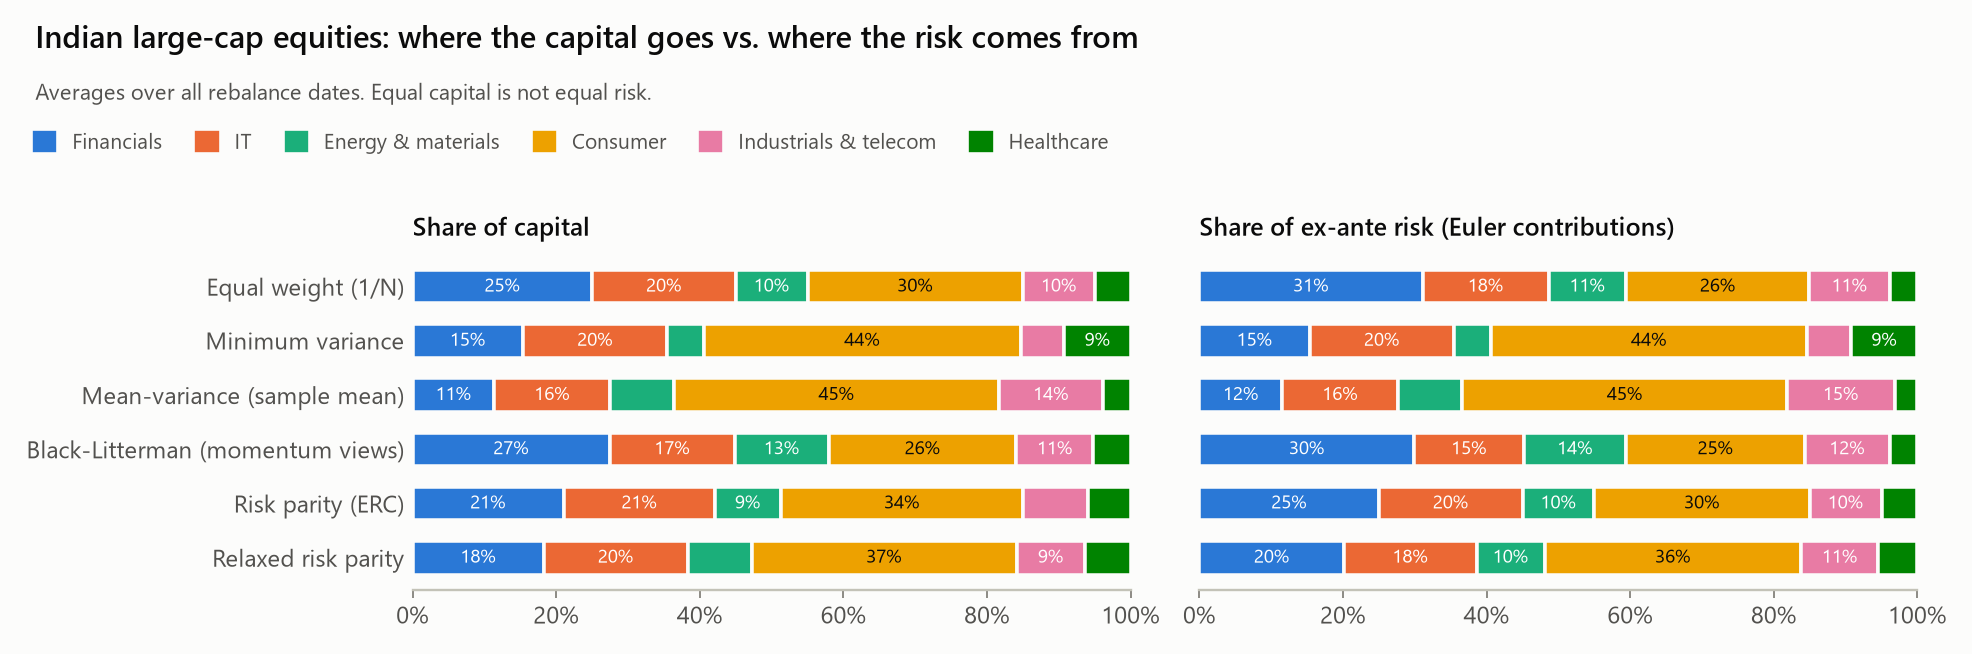 Indian large-cap equities: where the capital goes vs. where the risk comes from
Averages over all rebalance dates. Equal capital is not equal risk.
Financials IT Energy & materials Consumer Industrials & telecom Healthcare
Share of capital Share of ex-ante risk (Euler contributions)
Equal weight (1/N) 25% 20% 10% 30% 10% 31% 18% 11% 26% 11%
Minimum variance 15% 20% 44% 9% 15% 20% 44% 9%
Mean-variance (sample mean) 11% 16% 45% 14% 12% 16% 45% 15%
Black-Litterman (momentum views) 27% 17% 13% 26% 11% 30% 15% 14% 25% 12%
Risk parity (ERC) 21% 21% 9% 34% 25% 20% 10% 30% 10%
Relaxed risk parity 18% 20% 37% 9% 20% 18% 10% 36% 11%
0% 20% 40% 60% 80% 100% 0% 20% 40% 60% 80% 100%